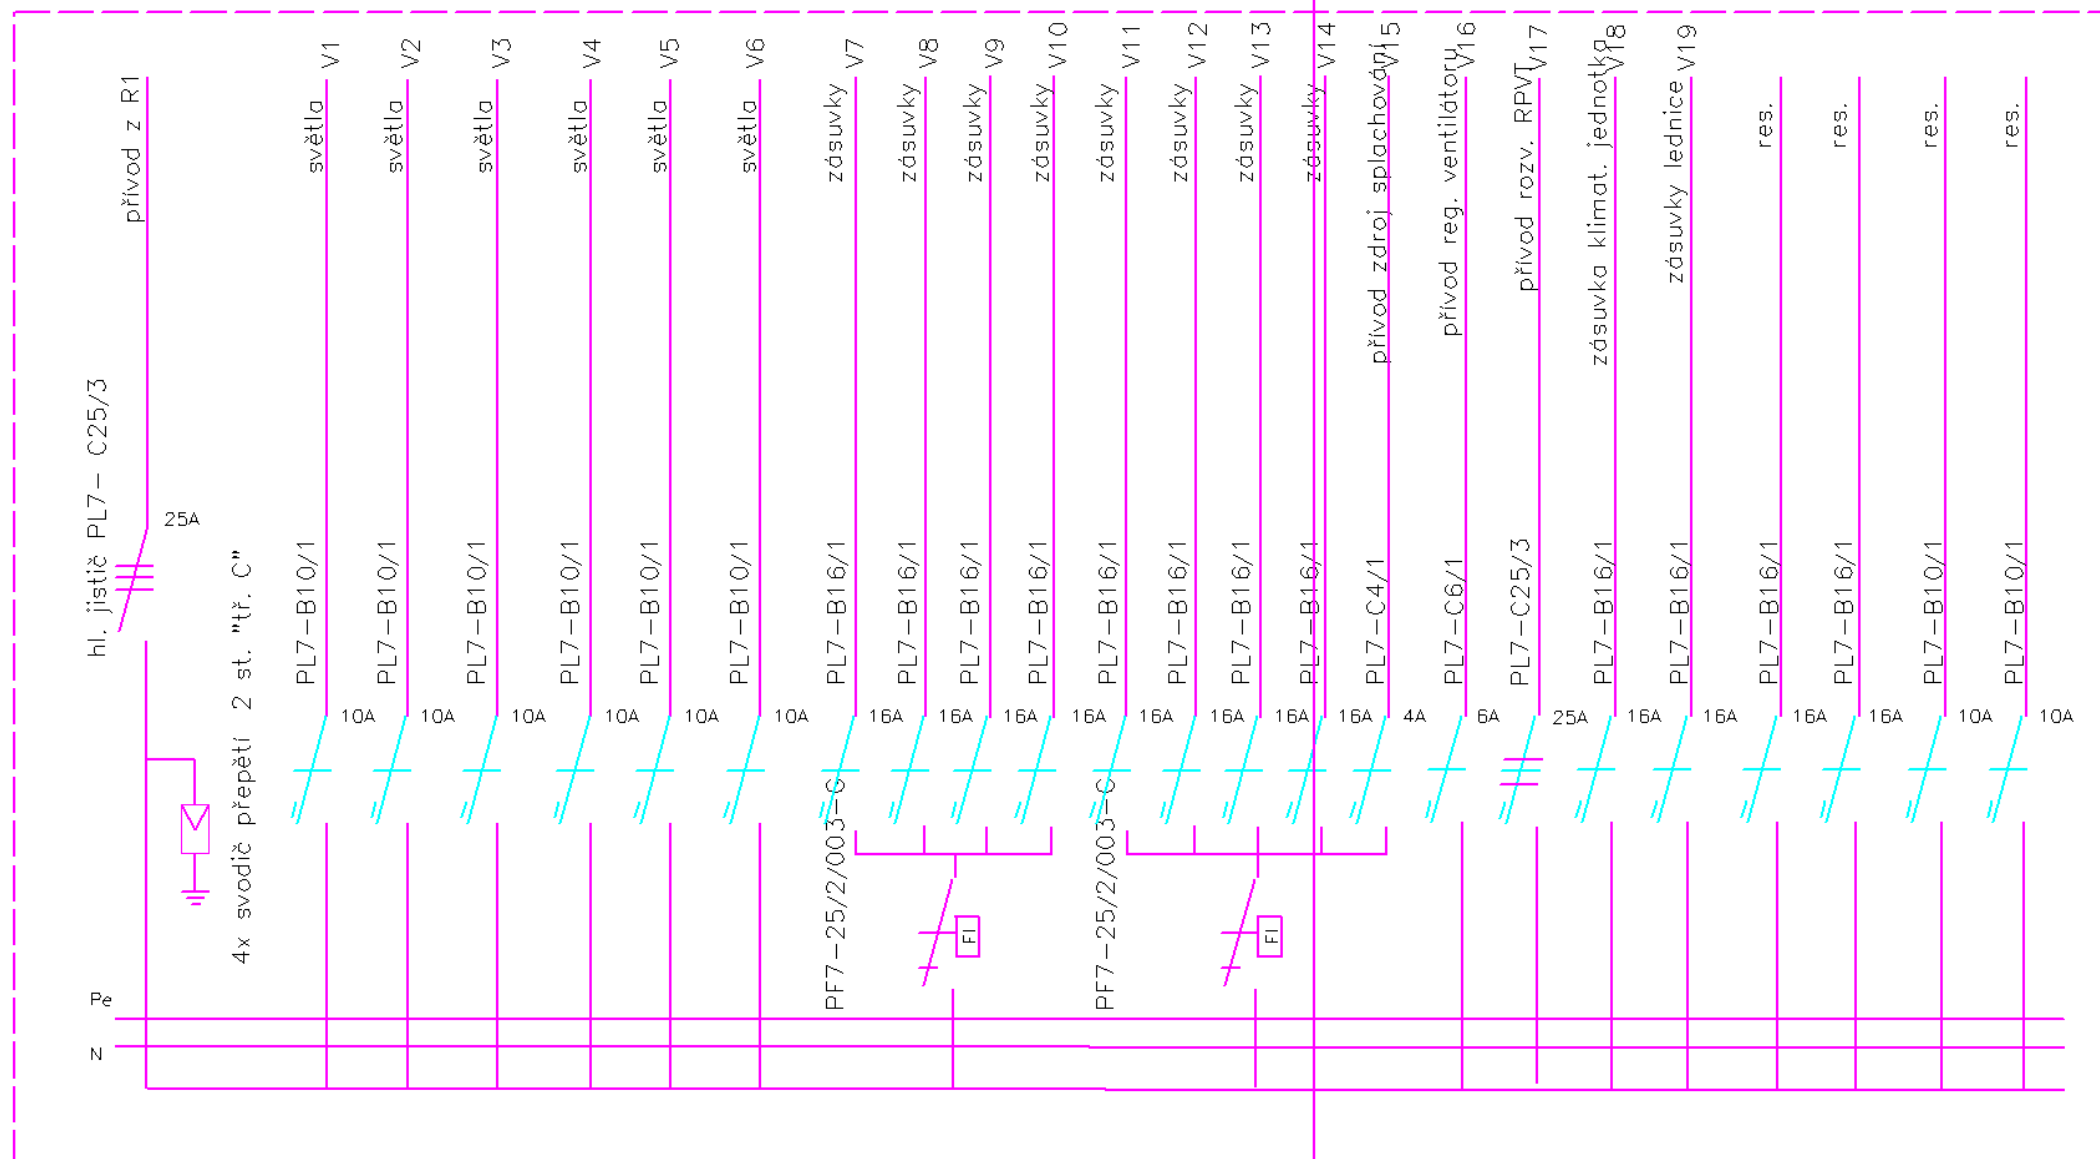 přívod z R1
hl. jistič PL7- C25/3
25A
4x svodič přepětí 2 st. "tř. C"
V1
světla
PL7-B10/1
10A
V2
světla
PL7-B10/1
10A
V3
světla
PL7-B10/1
10A
V4
světla
PL7-B10/1
10A
V5
světla
PL7-B10/1
10A
V6
světla
PL7-B10/1
10A
V7
zásuvky
PL7-B16/1
16A
V8
zásuvky
PL7-B16/1
16A
V9
zásuvky
PL7-B16/1
16A
V10
zásuvky
PL7-B16/1
16A
V11
zásuvky
PL7-B16/1
16A
V12
zásuvky
PL7-B16/1
16A
V13
zásuvky
PL7-B16/1
16A
V14
zásuvky
PL7-B16/1
16A
V15
přívod zdroj splachování
PL7-C4/1
4A
V16
přívod reg. ventilátoru
PL7-C6/1
6A
V17
přívod rozv. RPVT
PL7-C25/3
25A
V18
zásuvka klimat. jednotka
PL7-B16/1
16A
V19
zásuvky lednice
PL7-B16/1
16A
res.
PL7-B16/1
16A
res.
PL7-B16/1
16A
res.
PL7-B10/1
10A
res.
PL7-B10/1
10A
PF7-25/2/003-G
FI
PF7-25/2/003-G
FI
Pe
N